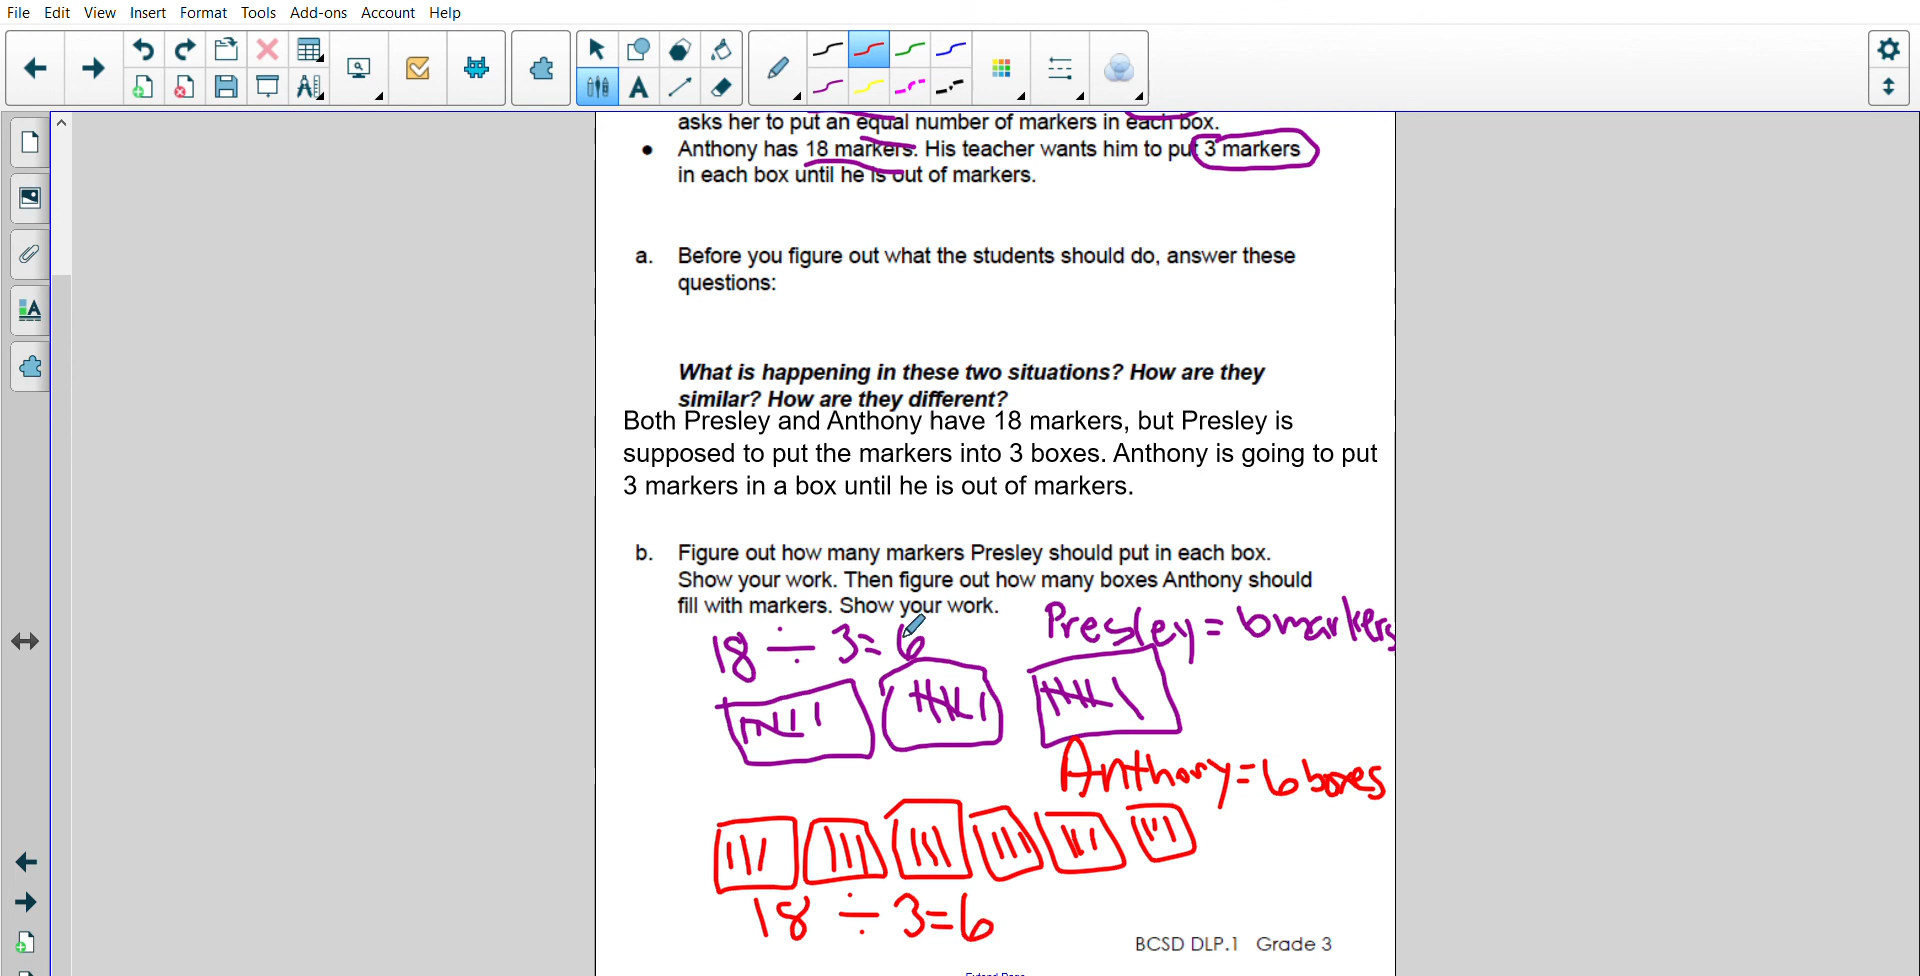 File Edit View Insert Format Tools Add-ons Account Help
asks her to put an equal number of markers in each box.
• Anthony has 18 markers. His teacher wants him to put 3 markers
in each box until he is out of markers.
a. Before you figure out what the students should do, answer these
questions:
What is happening in these two situations? How are they
similar? How are they different?
Both Presley and Anthony have 18 markers, but Presley is
supposed to put the markers into 3 boxes. Anthony is going to put
3 markers in a box until he is out of markers.
b. Figure out how many markers Presley should put in each box.
Show your work. Then figure out how many boxes Anthony should
fill with markers. Show your work.
Presley = 6 markers
18 ÷ 3 = 6
Anthony = 6 boxes
18 ÷ 3 = 6
BCSD DLP.1 Grade 3
Extend Page